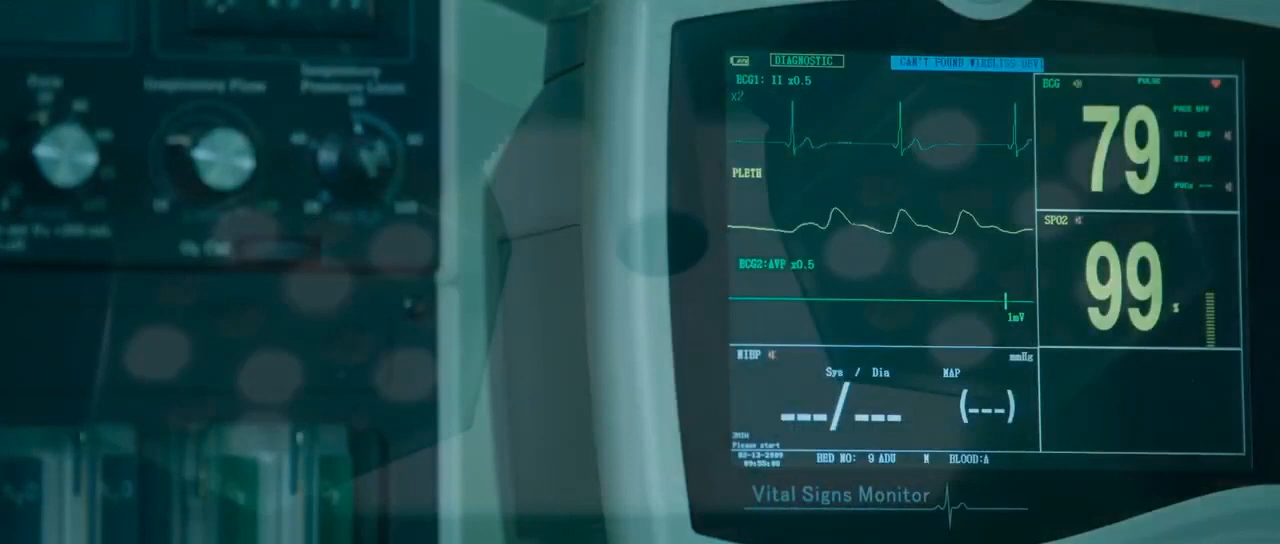 DIAGNOSTIC
CAN'T FOUND WIRELISS DEV
ECG1: II x0.5
X2
ECG
PULSE
79
PACE OFF
ST1 OFF
ST2 OFF
PVCs ---
PLETH
SPO2
99
%
ECG2:AVF x0.5
1mV
NIBP
mmHg
Sys / Dia
MAP
---/---
(---)
Please start
BED NO: 9 ADU M BLOOD:A
Vital Signs Monitor